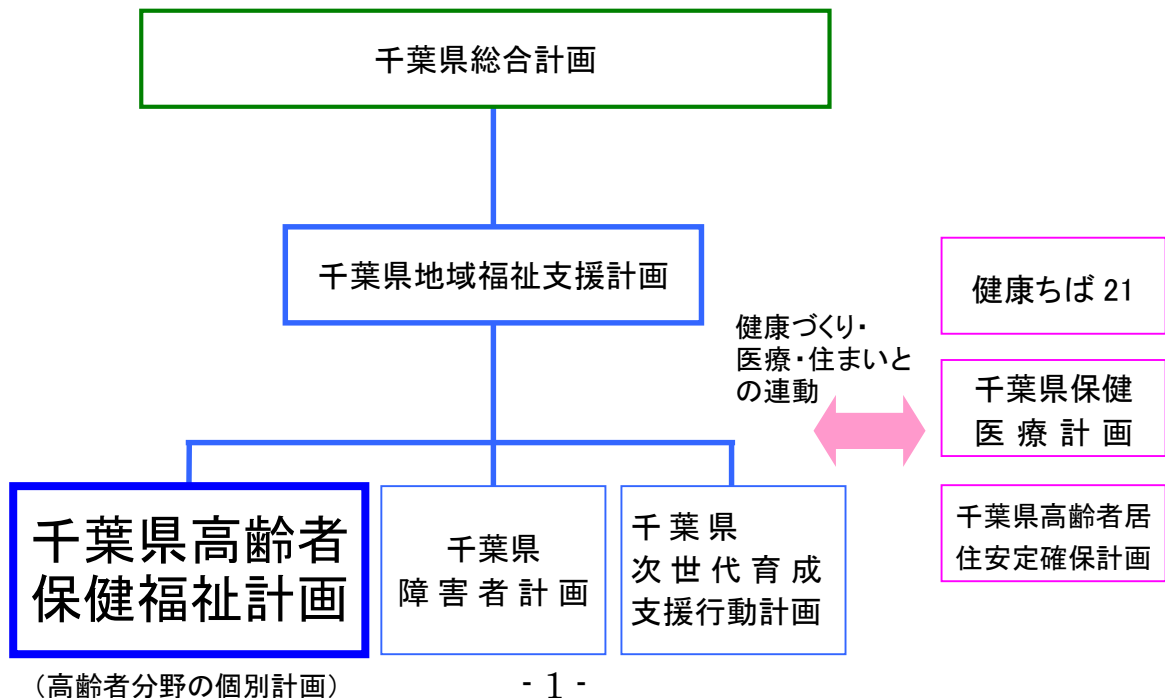 千葉県総合計画
千葉県地域福祉支援計画
健康づくり・
医療・住まいと
の連動
健康ちば 21
千葉県保健
医 療 計 画
千葉県高齢者居
住安定確保計画
千葉県高齢者
保健福祉計画
千葉県
障 害 者 計 画
千 葉 県
次 世 代 育 成
支援行動計画
（高齢者分野の個別計画）
- 1 -